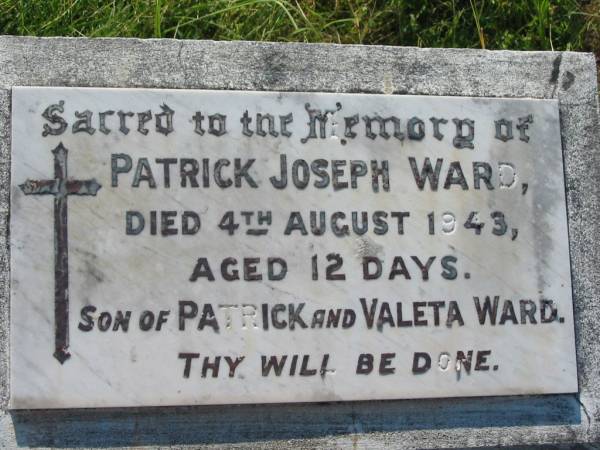 Sacred to the Memory of
PATRICK JOSEPH WARD,
DIED 4TH AUGUST 1943,
AGED 12 DAYS.
SON OF PATRICK AND VALETA WARD.
THY WILL BE DONE.